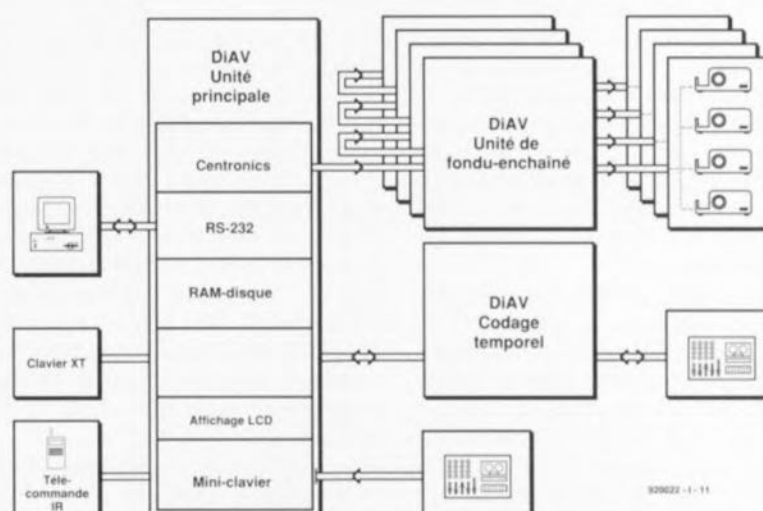 DiAV
Unité
principale
Centronics
RS-232
RAM-disque
Affichage LCD
Mini-clavier
Clavier XT
Télé-
commande
IR
DiAV
Unité de
fondu-enchaîné
DiAV
Codage
temporel
920022 - I - 11